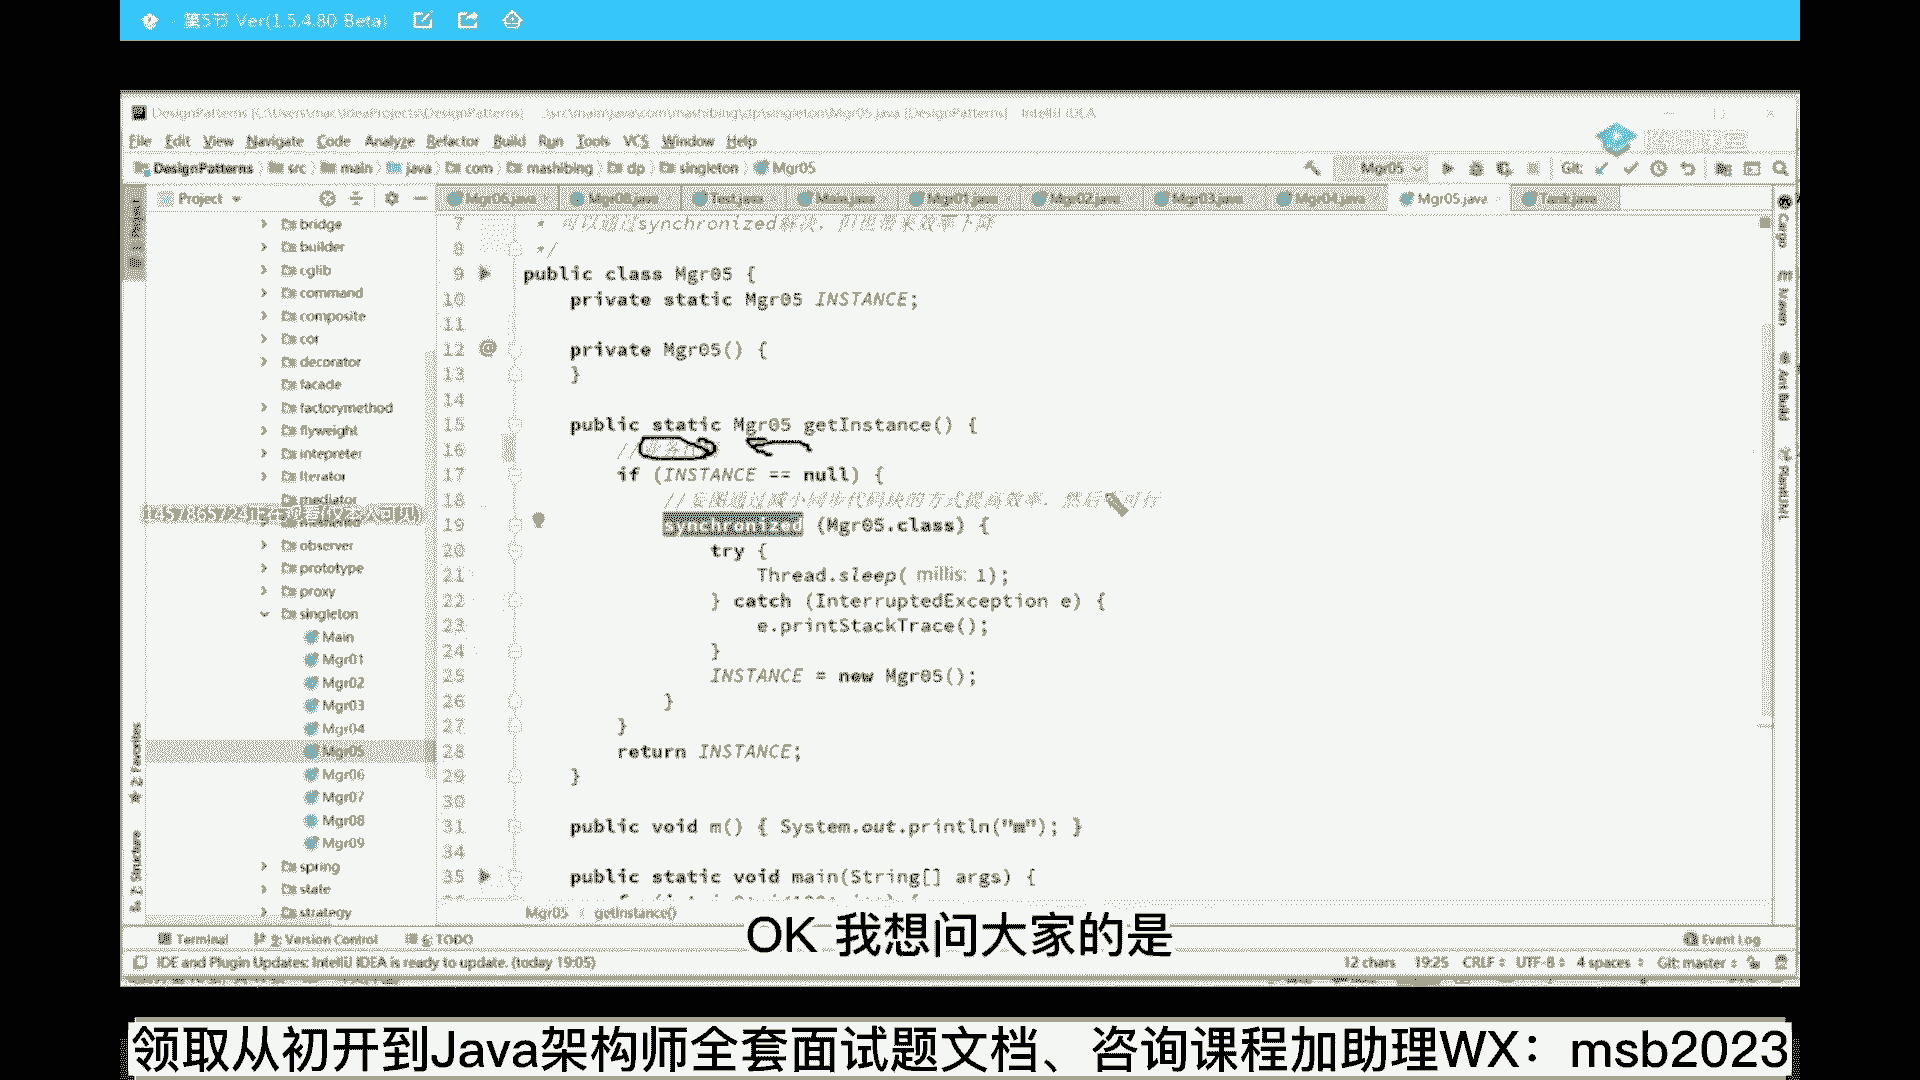 第5节 Ver(1.5.4.80 Beta)
DesignPatterns [C:\Users\mac\IdeaProjects\DesignPatterns] - ...\src\main\java\com\mashibing\dp\singleton\Mgr05.java [DesignPatterns] - IntelliJ IDEA
File Edit View Navigate Code Analyze Refactor Build Run Tools VCS Window Help
DesignPatterns src main java com mashibing dp singleton Mgr05 Mgr05 Git:
Project Mgr06.java Mgr08.java Test.java Main.java Mgr01.java Mgr02.java Mgr03.java Mgr04.java Mgr05.java Tank.java
bridge
builder
cglib
command
composite
cor
decorator
facade
factorymethod
flyweight
intepreter
Iterator
mediator
observer
prototype
proxy
singleton
Main
Mgr01
Mgr02
Mgr03
Mgr04
Mgr05
Mgr06
Mgr07
Mgr08
Mgr09
spring
state
strategy
7 * 可以通过synchronized解决，但也带来效率下降
8 */
9 public class Mgr05 {
10 private static Mgr05 INSTANCE;
11
12 @ private Mgr05() {
13 }
14
15 public static Mgr05 getInstance() {
16 //业务
17 if (INSTANCE == null) {
18 //妄图通过减小同步代码块的方式提高效率，然后 可行
19 synchronized (Mgr05.class) {
20 try {
21 Thread.sleep( millis: 1);
22 } catch (InterruptedException e) {
23 e.printStackTrace();
24 }
25 INSTANCE = new Mgr05();
26 }
27 }
28 return INSTANCE;
29 }
30
31 public void m() { System.out.println("m"); }
34
35 public static void main(String[] args) {
Mgr05 getInstance()
1: Project
2: Favorites
7: Structure
Maven
Ant Build
PlantUML
14578657241正在观看(仅本人可见)
OK 我想问大家的是
Terminal 9: Version Control 6: TODO Event Log
IDE and Plugin Updates: IntelliJ IDEA is ready to update. (today 19:05) 12 chars 19:25 CRLF UTF-8 4 spaces Git: master
领取从初开到Java架构师全套面试题文档、咨询课程加助理WX：msb2023